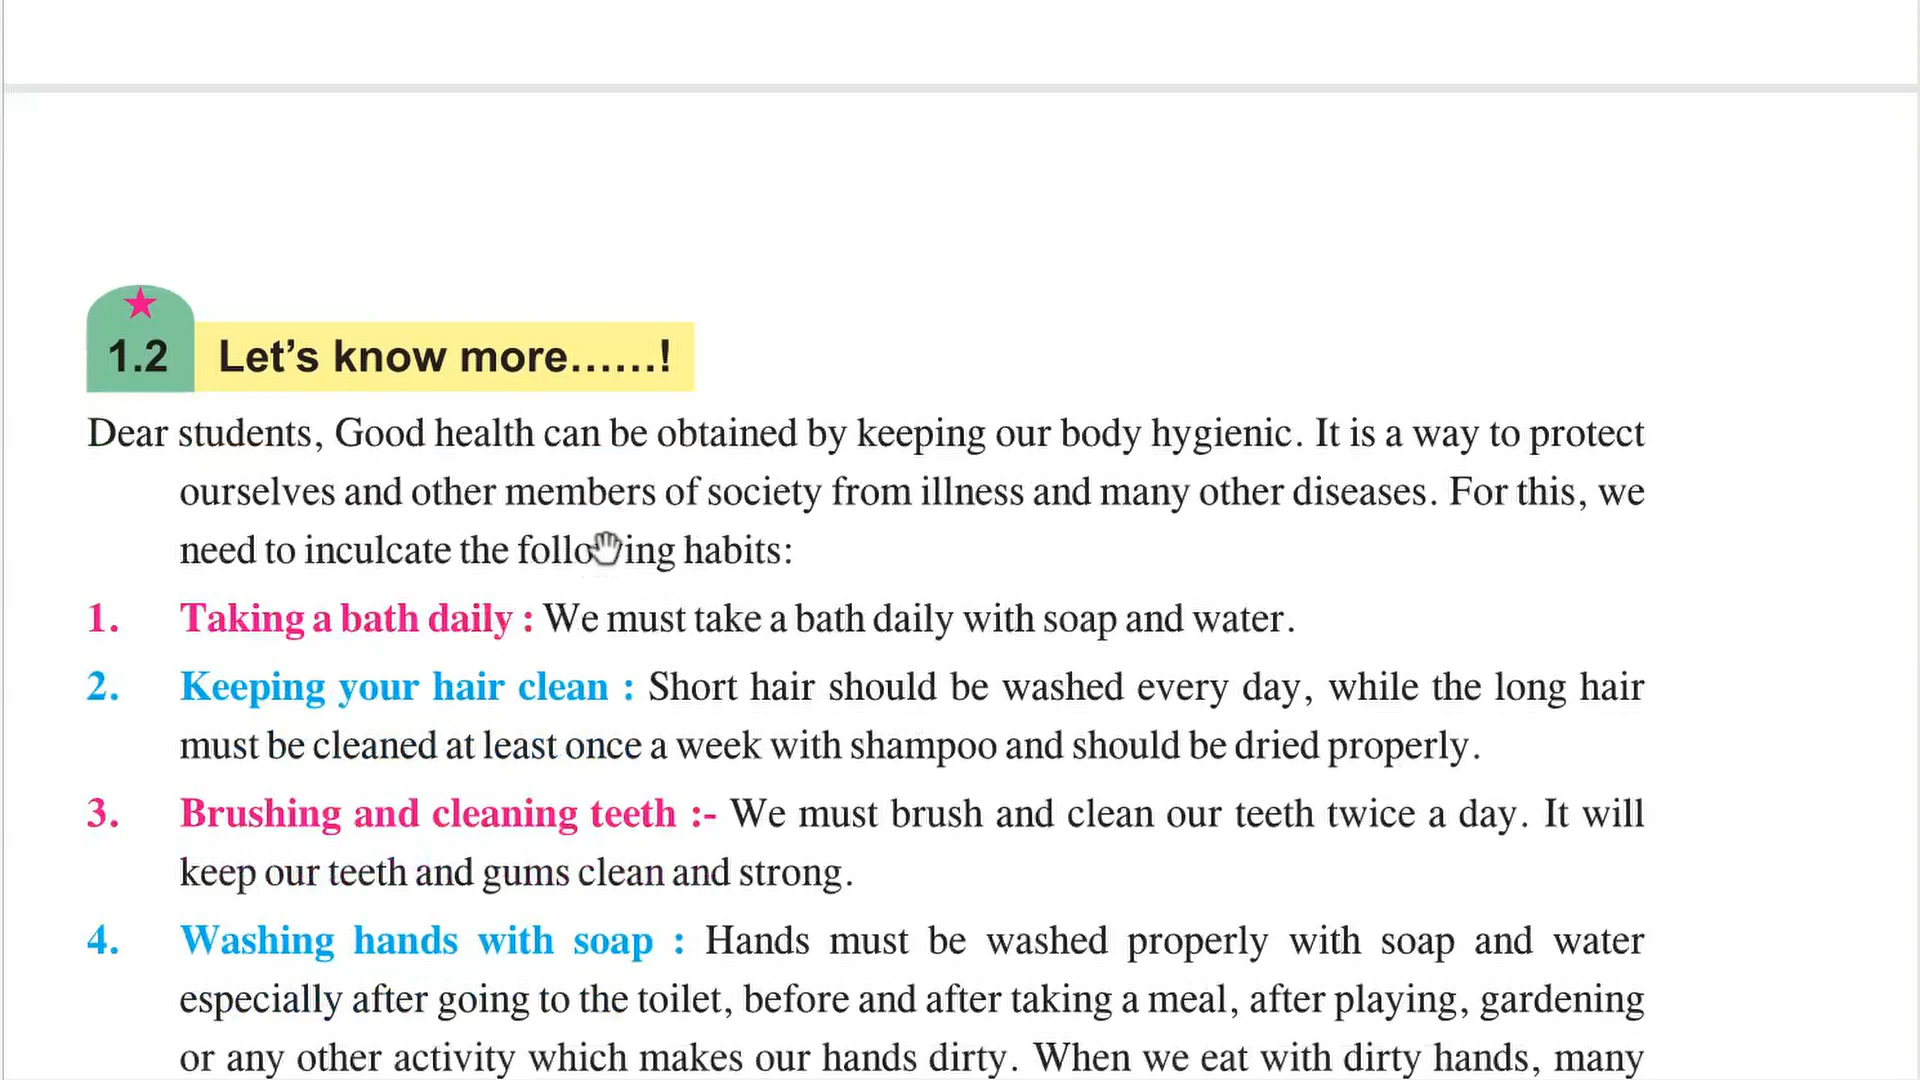 1.2 Let's know more......!
Dear students, Good health can be obtained by keeping our body hygienic. It is a way to protect
ourselves and other members of society from illness and many other diseases. For this, we
need to inculcate the following habits:
1. Taking a bath daily : We must take a bath daily with soap and water.
2. Keeping your hair clean : Short hair should be washed every day, while the long hair
must be cleaned at least once a week with shampoo and should be dried properly.
3. Brushing and cleaning teeth :- We must brush and clean our teeth twice a day. It will
keep our teeth and gums clean and strong.
4. Washing hands with soap : Hands must be washed properly with soap and water
especially after going to the toilet, before and after taking a meal, after playing, gardening
or any other activity which makes our hands dirty. When we eat with dirty hands, many